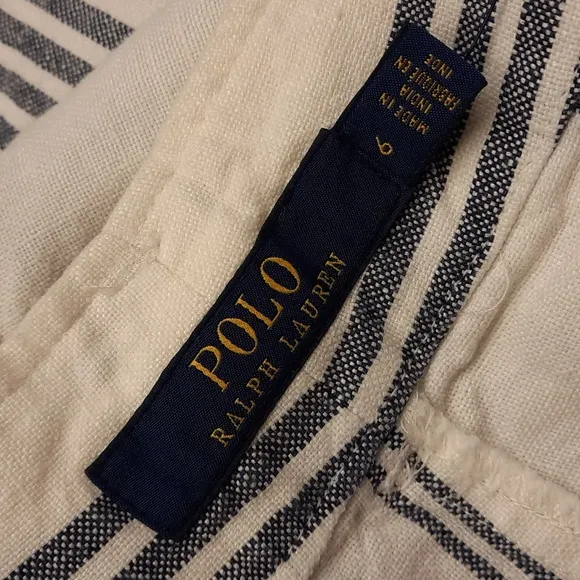 POLO
RALPH LAUREN
6
MADE IN
INDIA
FABRIQUÉ EN
INDE